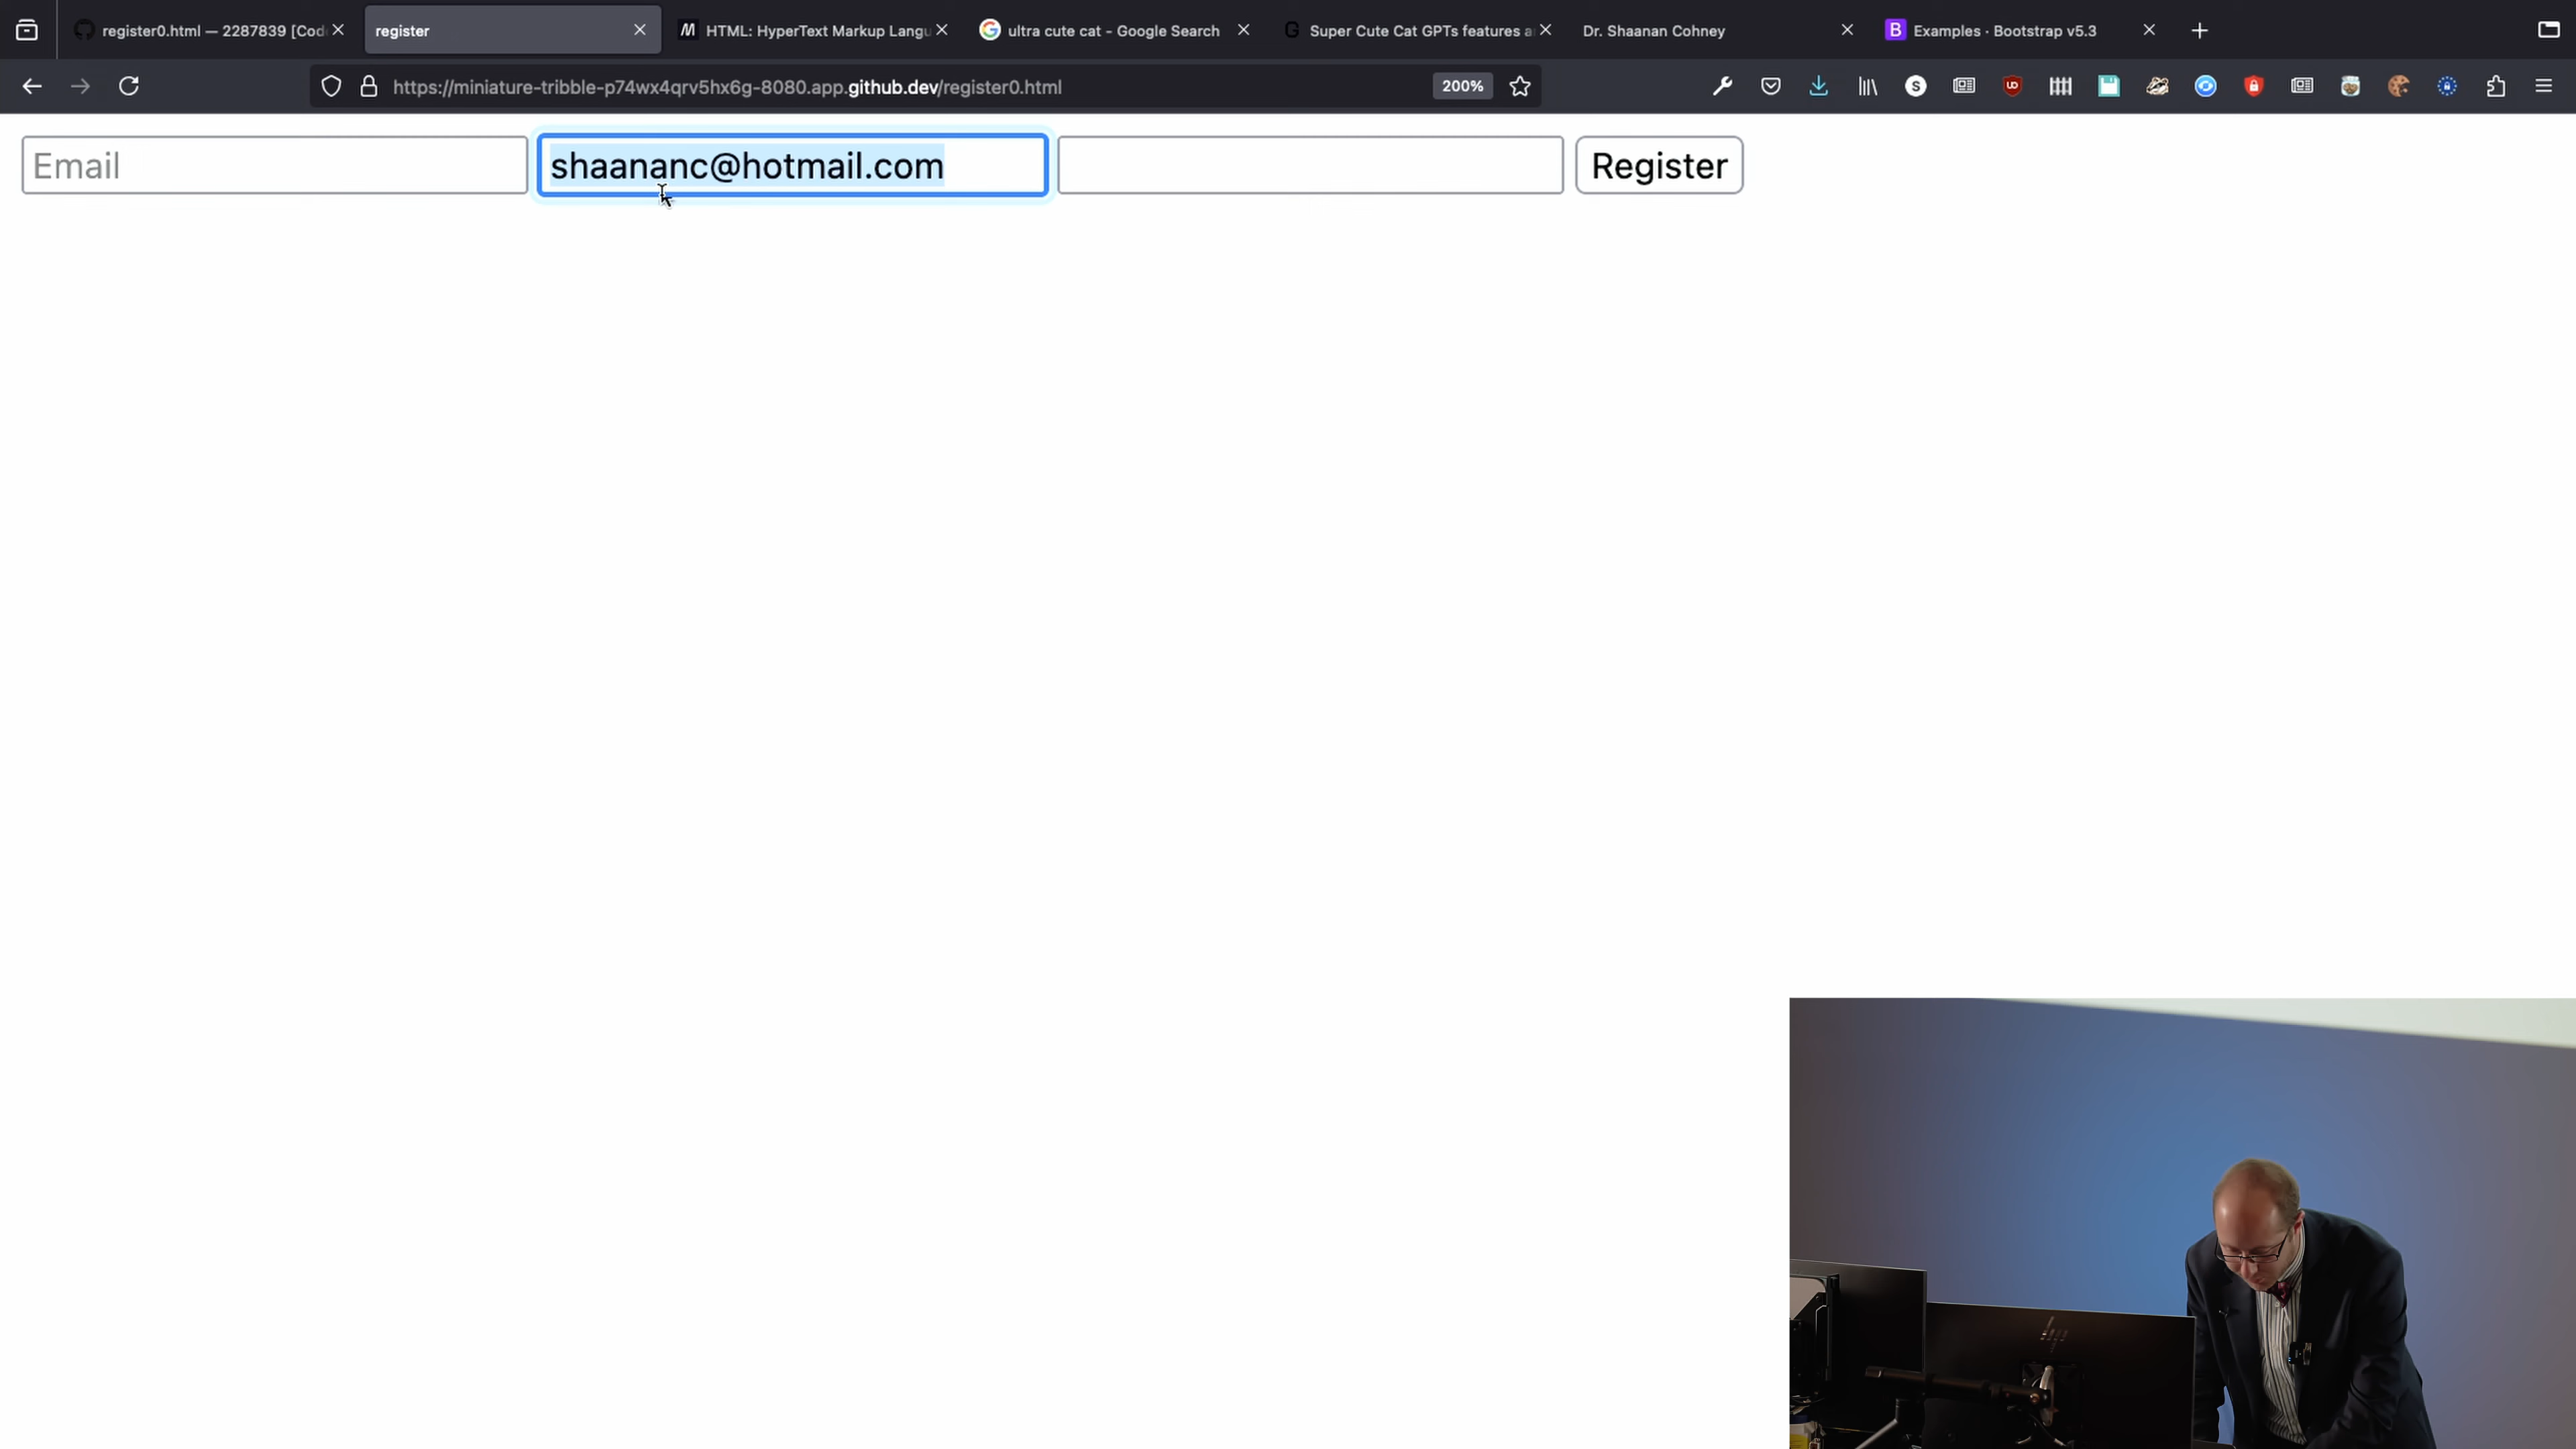 register0.html — 2287839 [Cod
register
HTML: HyperText Markup Langu
ultra cute cat - Google Search
Super Cute Cat GPTs features a
Dr. Shaanan Cohney
Examples · Bootstrap v5.3
https://miniature-tribble-p74wx4qrv5hx6g-8080.app.github.dev/register0.html
200%
Email
shaananc@hotmail.com
Register